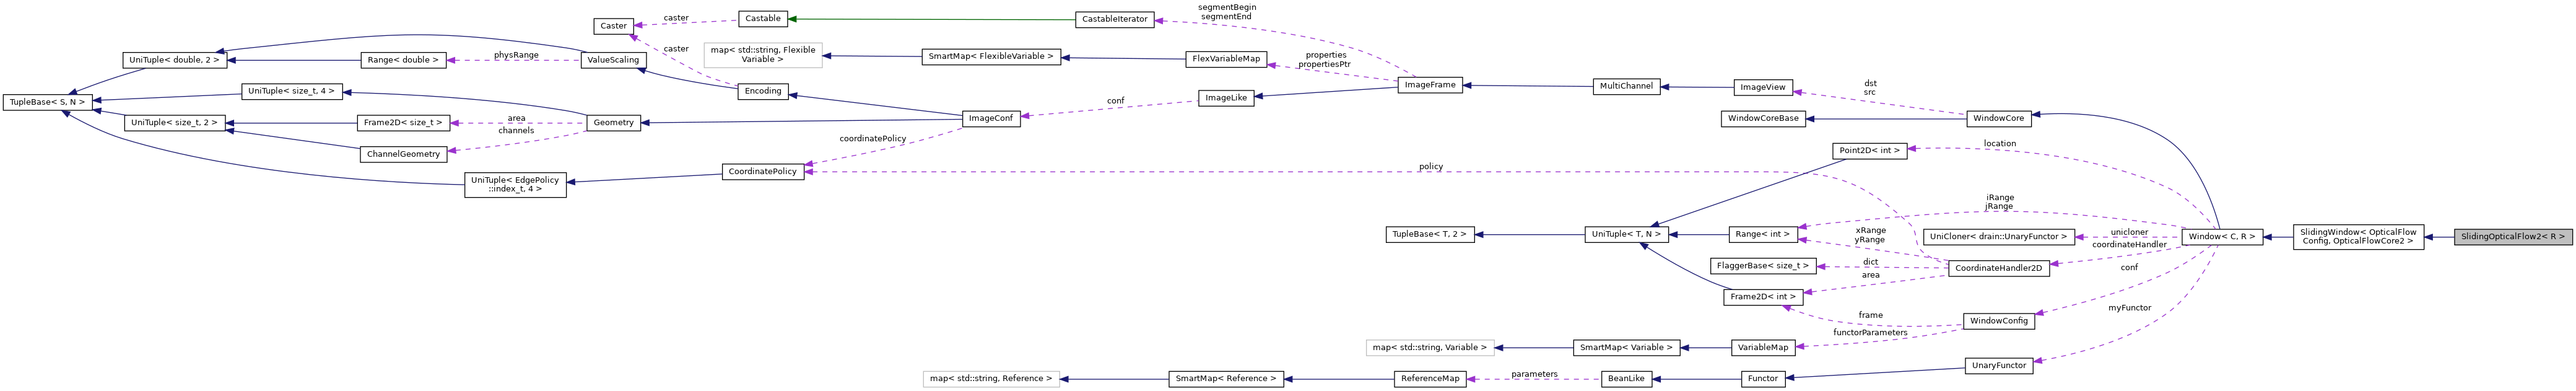 segmentBegin
segmentEnd
caster
Castable
CastableIterator
Caster
caster
map< std::string, Flexible
Variable >
SmartMap< FlexibleVariable >
FlexVariableMap
properties
propertiesPtr
UniTuple< double, 2 >
Range< double >
physRange
ValueScaling
ImageFrame
MultiChannel
ImageView
dst
src
UniTuple< size_t, 4 >
Encoding
ImageLike
conf
TupleBase< S, N >
UniTuple< size_t, 2 >
Frame2D< size_t >
area
channels
Geometry
ImageConf
WindowCoreBase
WindowCore
ChannelGeometry
coordinatePolicy
Point2D< int >
location
UniTuple< EdgePolicy
::index_t, 4 >
CoordinatePolicy
policy
iRange
jRange
TupleBase< T, 2 >
UniTuple< T, N >
Range< int >
xRange
yRange
UniCloner< drain::UnaryFunctor >
unicloner
coordinateHandler
Window< C, R >
SlidingWindow< OpticalFlow
Config, OpticalFlowCore2 >
SlidingOpticalFlow2< R >
FlaggerBase< size_t >
dict
area
CoordinateHandler2D
conf
Frame2D< int >
frame
functorParameters
WindowConfig
myFunctor
map< std::string, Variable >
SmartMap< Variable >
VariableMap
UnaryFunctor
map< std::string, Reference >
SmartMap< Reference >
ReferenceMap
parameters
BeanLike
Functor